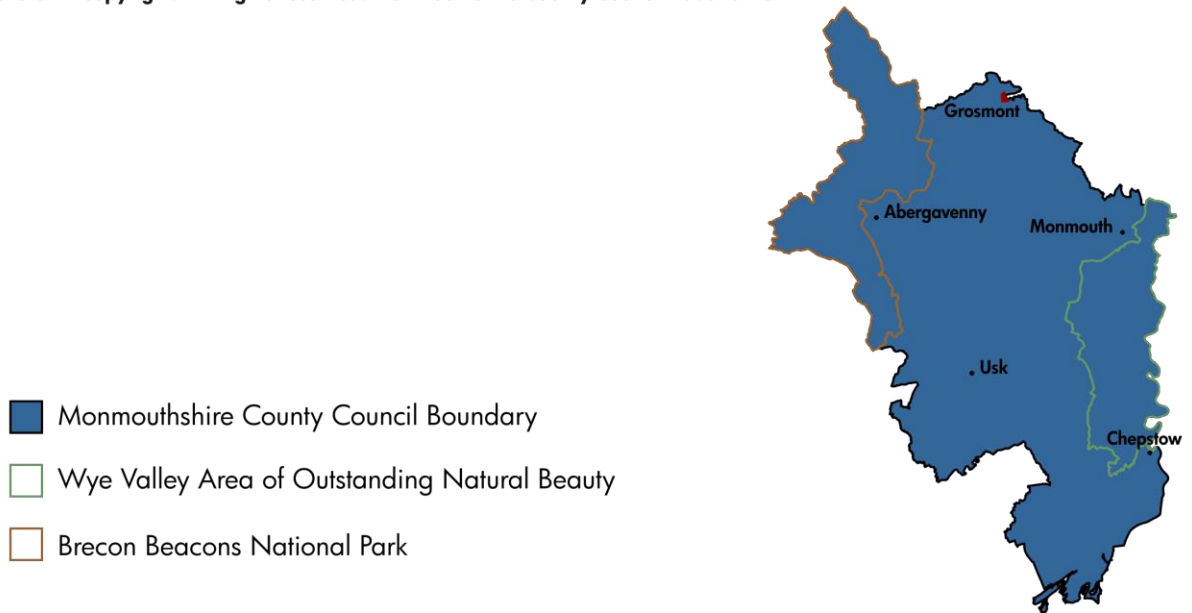 Grosmont
Abergavenny
Monmouth
Usk
Monmouthshire County Council Boundary
Chepstow
Wye Valley Area of Outstanding Natural Beauty
Brecon Beacons National Park